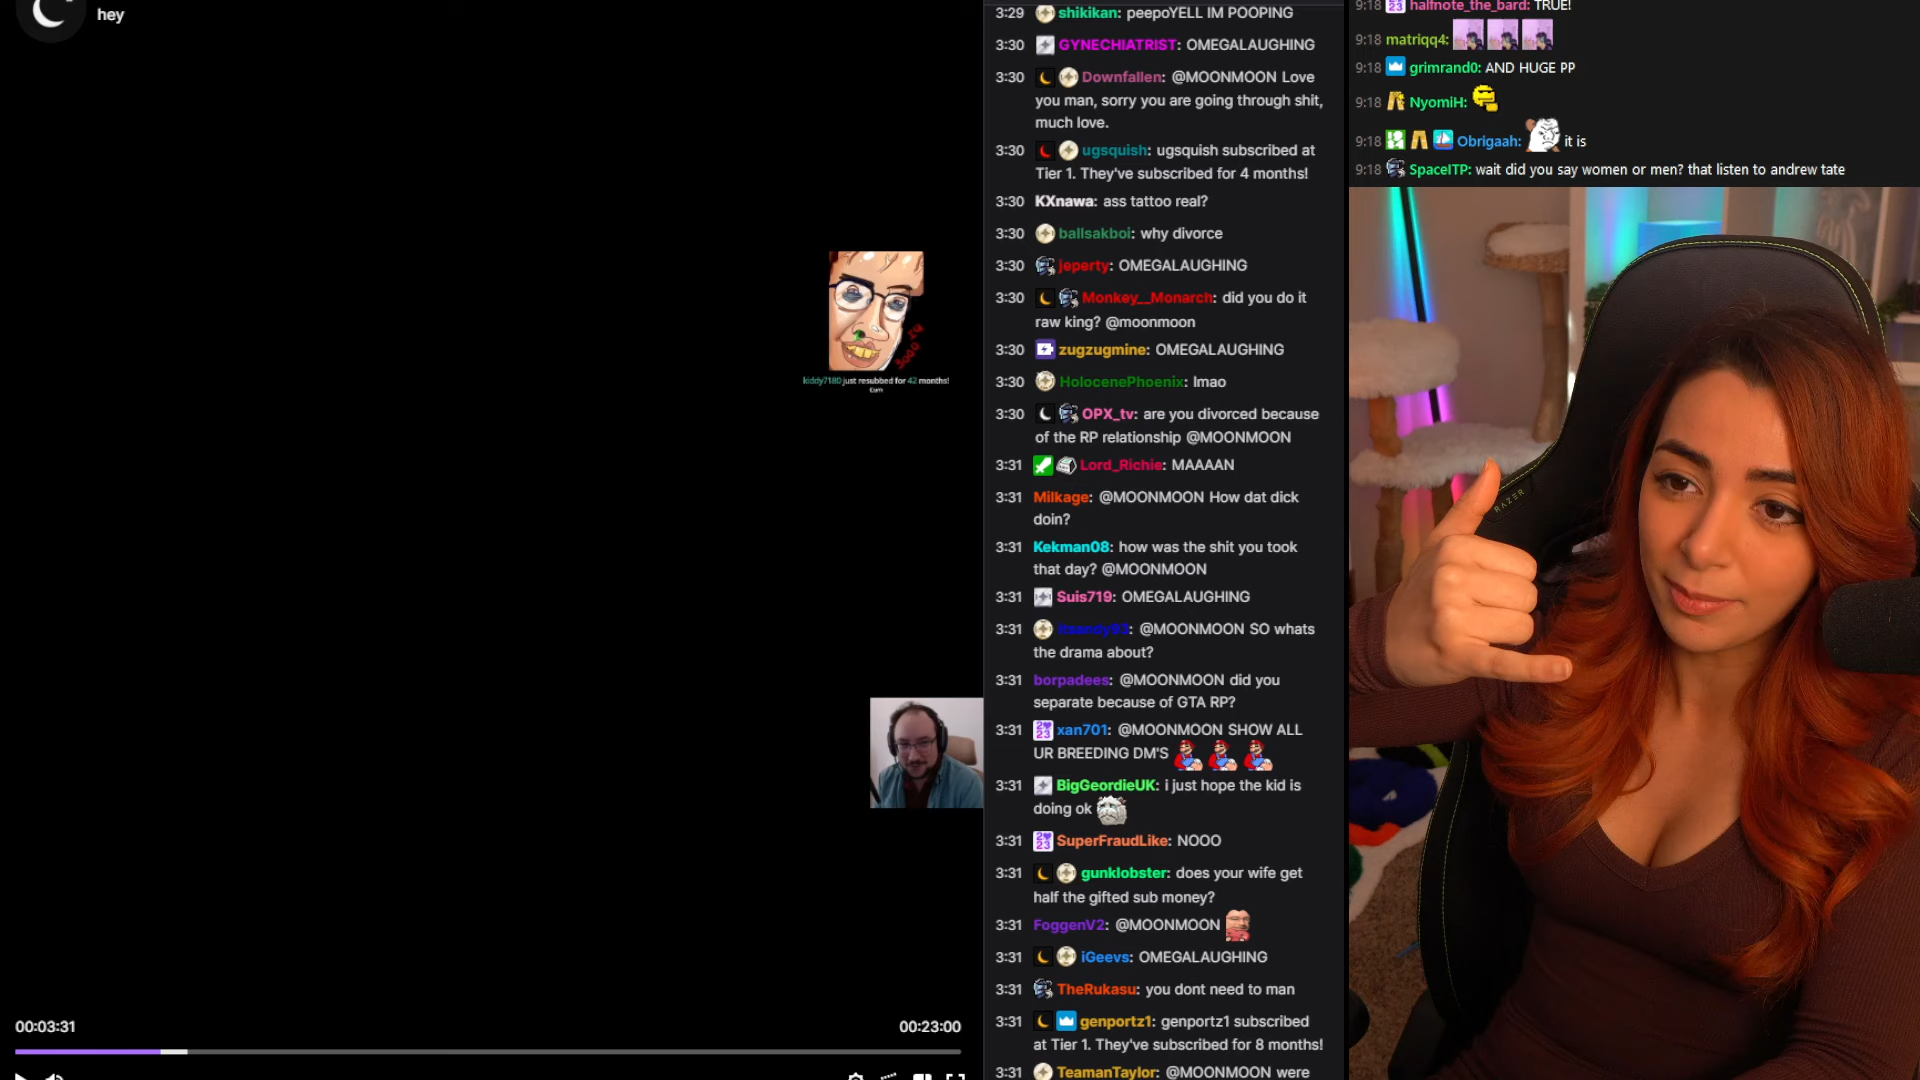 hey
kiddy7180 just resubbed for 42 months!
Cum
00:03:31
00:23:00
3:29 shikikan: peepoYELL IM POOPING
3:30 GYNECHIATRIST: OMEGALAUGHING
3:30 Downfallen: @MOONMOON Love
you man, sorry you are going through shit,
much love.
3:30 ugsquish: ugsquish subscribed at
Tier 1. They've subscribed for 4 months!
3:30 KXnawa: ass tattoo real?
3:30 ballsakboi: why divorce
3:30 jeperty: OMEGALAUGHING
3:30 Monkey__Monarch: did you do it
raw king? @moonmoon
3:30 zugzugmine: OMEGALAUGHING
3:30 HolocenePhoenix: lmao
3:30 OPX_tv: are you divorced because
of the RP relationship @MOONMOON
3:31 Lord_Richie: MAAAAN
Milkage: @MOONMOON How dat dick
doin?
3:31 Kekman08: how was the shit you took
that day? @MOONMOON
3:31 Suis719: OMEGALAUGHING
3:31 itsandy93: @MOONMOON SO whats
the drama about?
3:31 borpadees: @MOONMOON did you
separate because of GTA RP?
3:31 xan701: @MOONMOON SHOW ALL
UR BREEDING DM'S
3:31 BigGeordieUK: i just hope the kid is
doing ok
3:31 SuperFraudLike: NOOO
3:31 gunklobster: does your wife get
half the gifted sub money?
3:31 FoggenV2: @MOONMOON
3:31 iGeevs: OMEGALAUGHING
3:31 TheRukasu: you dont need to man
3:31 genportz1: genportz1 subscribed
at Tier 1. They've subscribed for 8 months!
3:31 TeamanTaylor: @MOONMOON were
9:18 halfnote_the_bard: TRUE!
9:18 matriqq4:
9:18 grimrand0: AND HUGE PP
9:18 NyomiH:
9:18 Obrigaah: it is
9:18 SpaceITP: wait did you say women or men? that listen to andrew tate
RAZER